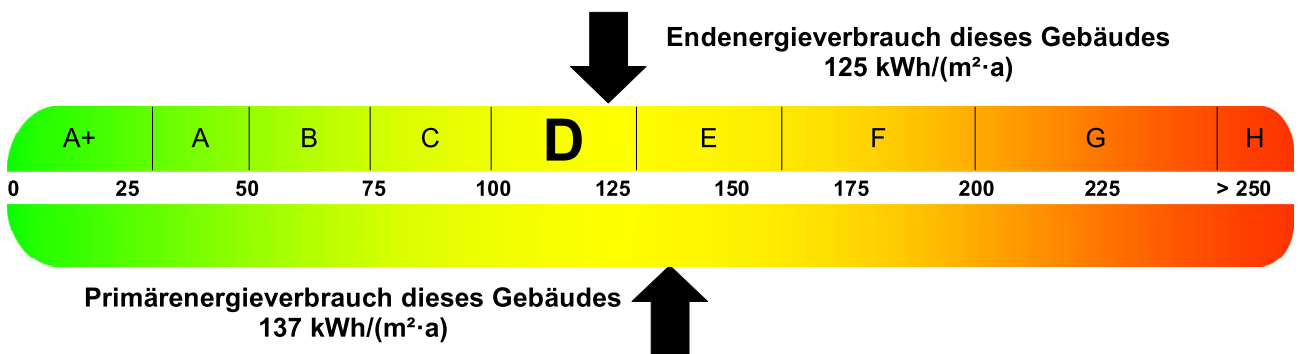 Endenergieverbrauch dieses Gebäudes
125 kWh/(m²·a)
A+ A B C D E F G H
0 25 50 75 100 125 150 175 200 225 > 250
Primärenergieverbrauch dieses Gebäudes
137 kWh/(m²·a)